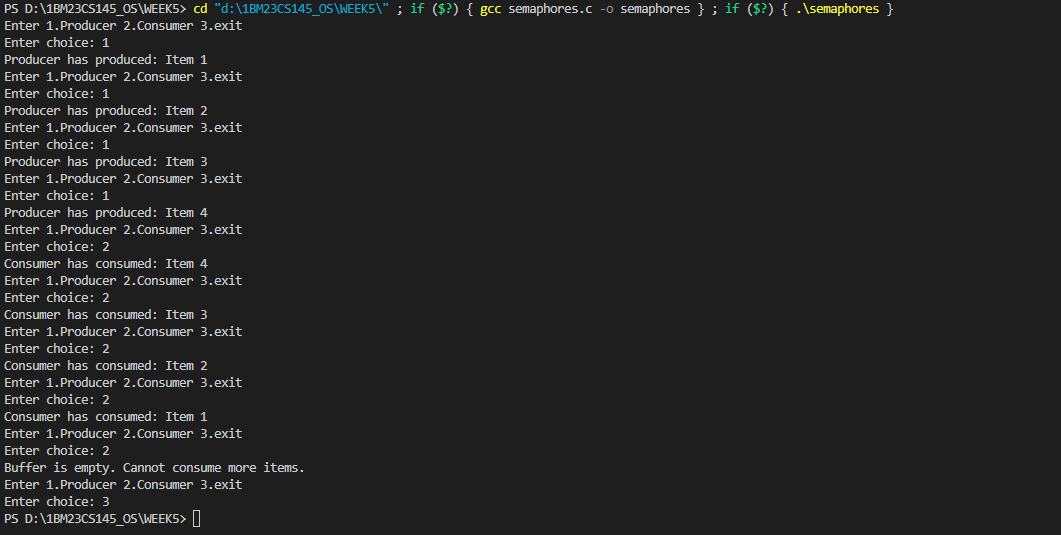 PS D:\1BM23CS145_OS\WEEK5> cd "d:\1BM23CS145_OS\WEEK5\" ; if ($?) { gcc semaphores.c -o semaphores } ; if ($?) { .\semaphores }
Enter 1.Producer 2.Consumer 3.exit
Enter choice: 1
Producer has produced: Item 1
Enter 1.Producer 2.Consumer 3.exit
Enter choice: 1
Producer has produced: Item 2
Enter 1.Producer 2.Consumer 3.exit
Enter choice: 1
Producer has produced: Item 3
Enter 1.Producer 2.Consumer 3.exit
Enter choice: 1
Producer has produced: Item 4
Enter 1.Producer 2.Consumer 3.exit
Enter choice: 2
Consumer has consumed: Item 4
Enter 1.Producer 2.Consumer 3.exit
Enter choice: 2
Consumer has consumed: Item 3
Enter 1.Producer 2.Consumer 3.exit
Enter choice: 2
Consumer has consumed: Item 2
Enter 1.Producer 2.Consumer 3.exit
Enter choice: 2
Consumer has consumed: Item 1
Enter 1.Producer 2.Consumer 3.exit
Enter choice: 2
Buffer is empty. Cannot consume more items.
Enter 1.Producer 2.Consumer 3.exit
Enter choice: 3
PS D:\1BM23CS145_OS\WEEK5>